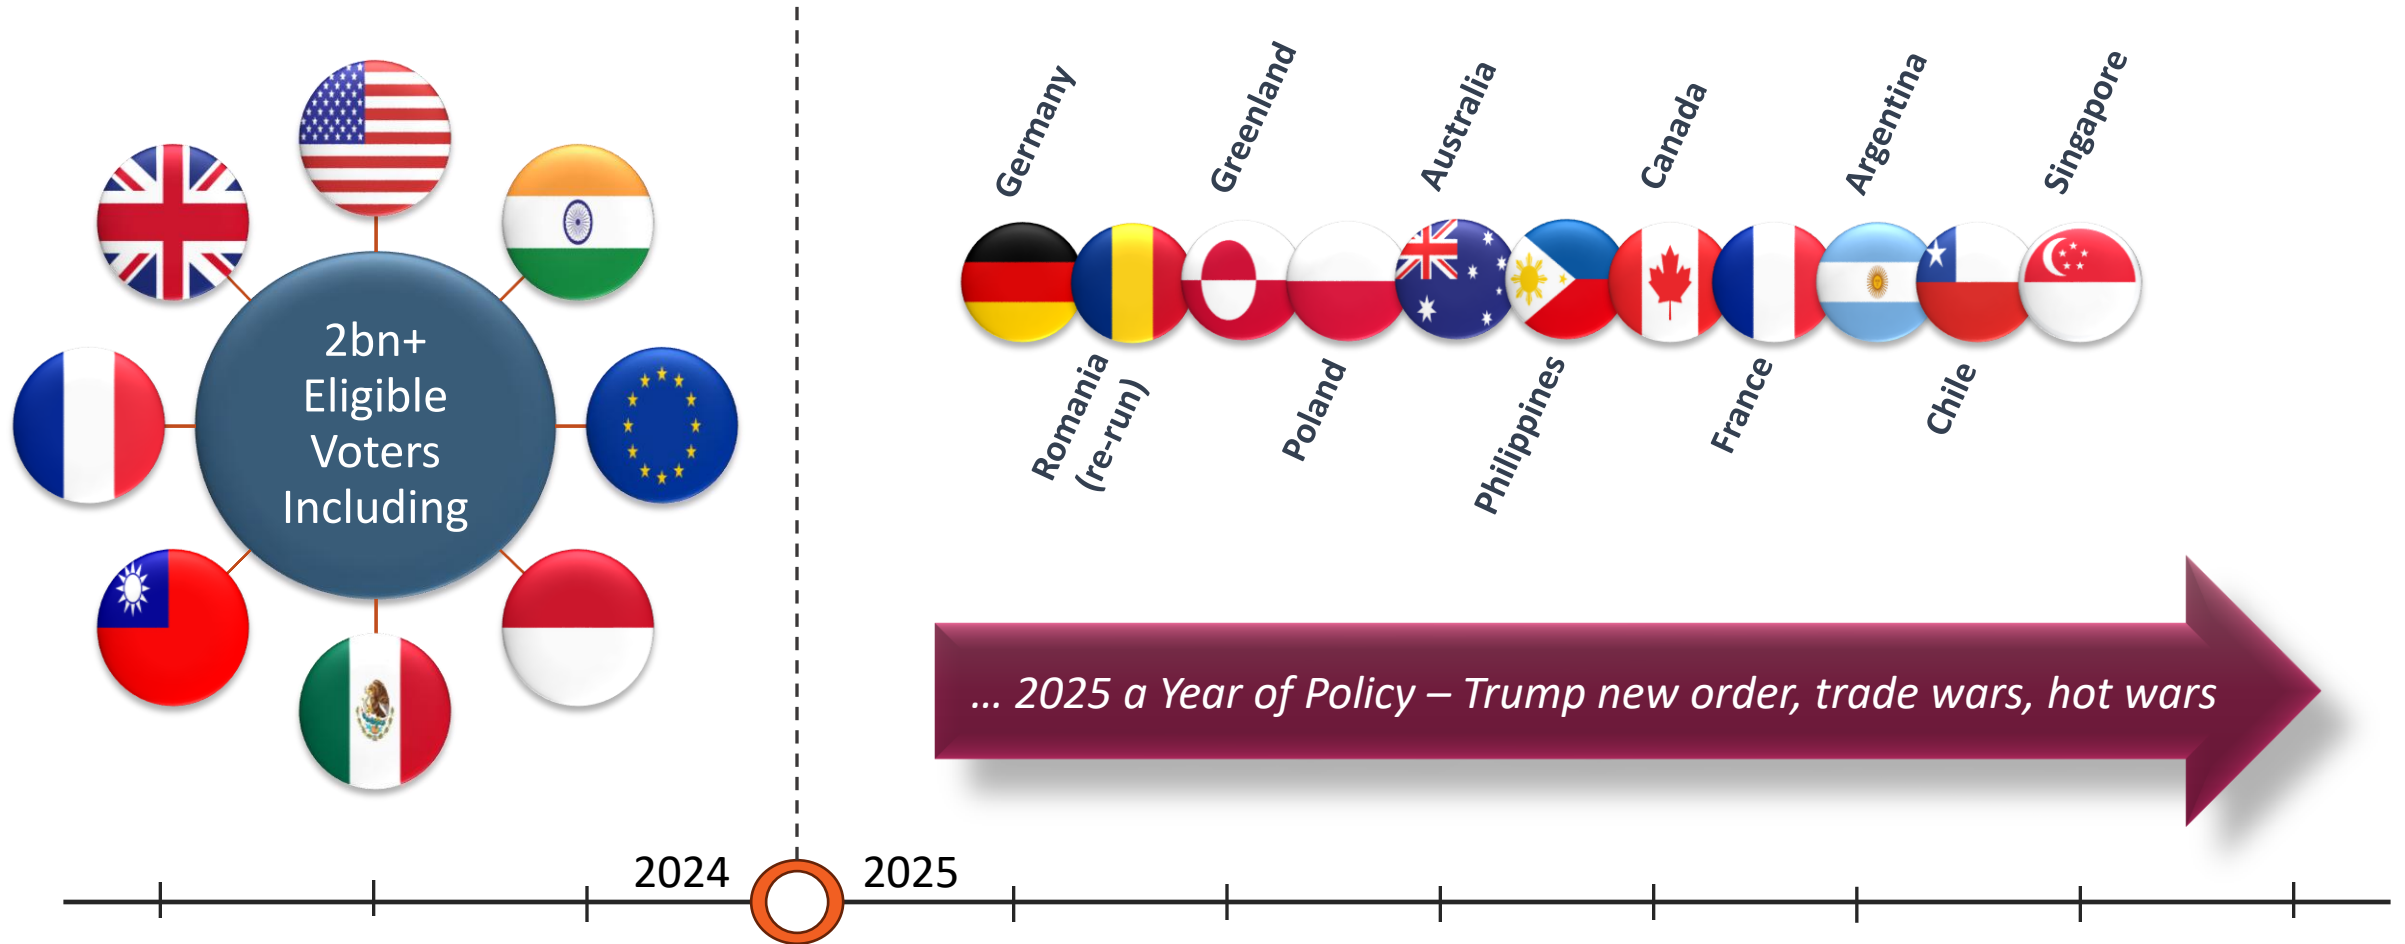 2bn+
Eligible
Voters
Including
Germany
Greenland
Australia
Canada
Argentina
Singapore
Romania
(re-run)
Poland
Philippines
France
Chile
... 2025 a Year of Policy – Trump new order, trade wars, hot wars
2024
2025